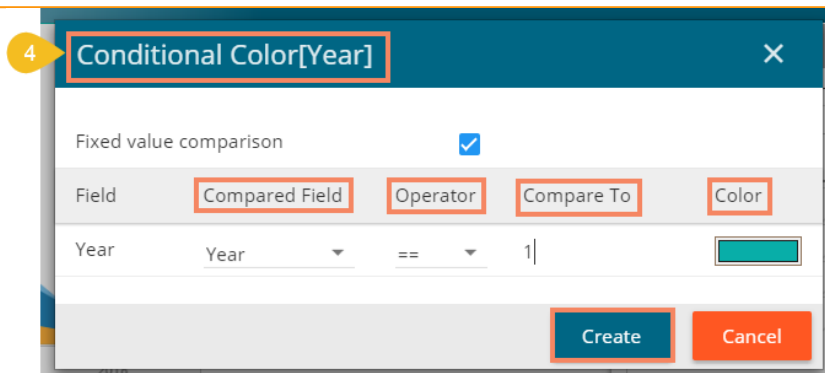 4
Conditional Color[Year]
Fixed value comparison
Field Compared Field Operator Compare To Color
Year Year == 1
Create Cancel